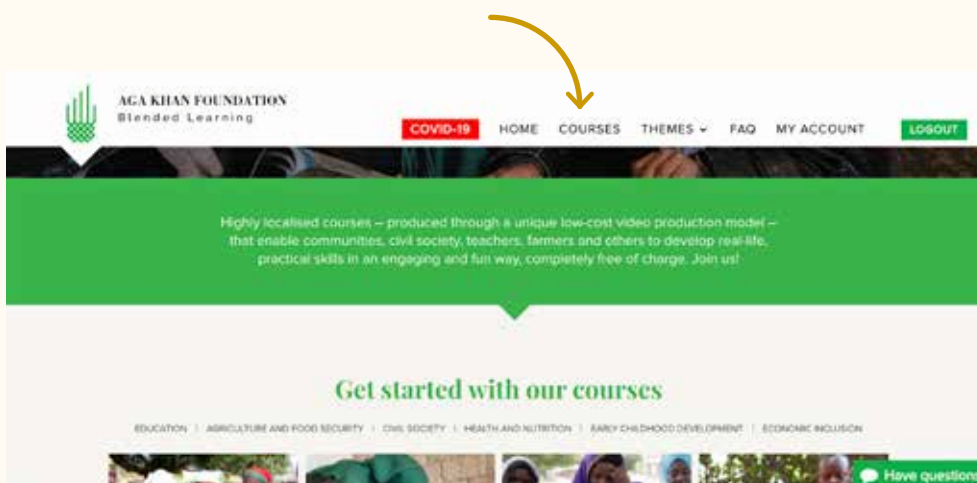 AGA KHAN FOUNDATION
Blended Learning
COVID-19 HOME COURSES THEMES FAQ MY ACCOUNT LOGOUT
Highly localised courses – produced through a unique low-cost video production model –
that enable communities, civil society, teachers, farmers and others to develop real-life,
practical skills in an engaging and fun way, completely free of charge. Join us!
Get started with our courses
EDUCATION | AGRICULTURE AND FOOD SECURITY | CIVIL SOCIETY | HEALTH AND NUTRITION | EARLY CHILDHOOD DEVELOPMENT | ECONOMIC INCLUSION
Have questions